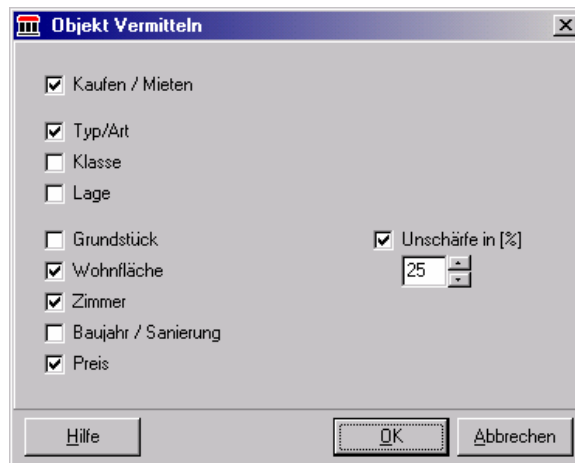 Objekt Vermitteln
Kaufen / Mieten
Typ/Art
Klasse
Lage
Grundstück
Unschärfe in [%]
Wohnfläche
25
Zimmer
Baujahr / Sanierung
Preis
Hilfe
OK
Abbrechen